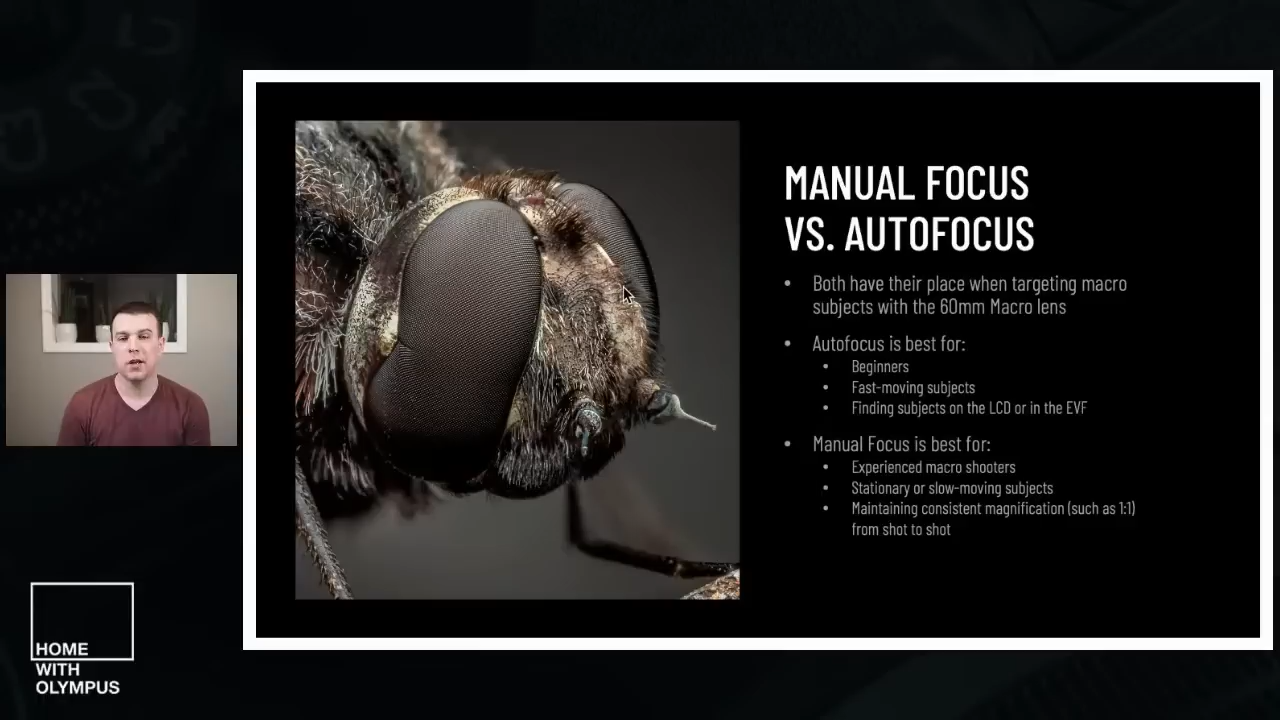 MANUAL FOCUS
VS. AUTOFOCUS
• Both have their place when targeting macro
subjects with the 60mm Macro lens
• Autofocus is best for:
• Beginners
• Fast-moving subjects
• Finding subjects on the LCD or in the EVF
• Manual Focus is best for:
• Experienced macro shooters
• Stationary or slow-moving subjects
• Maintaining consistent magnification (such as 1:1)
from shot to shot
HOME
WITH
OLYMPUS